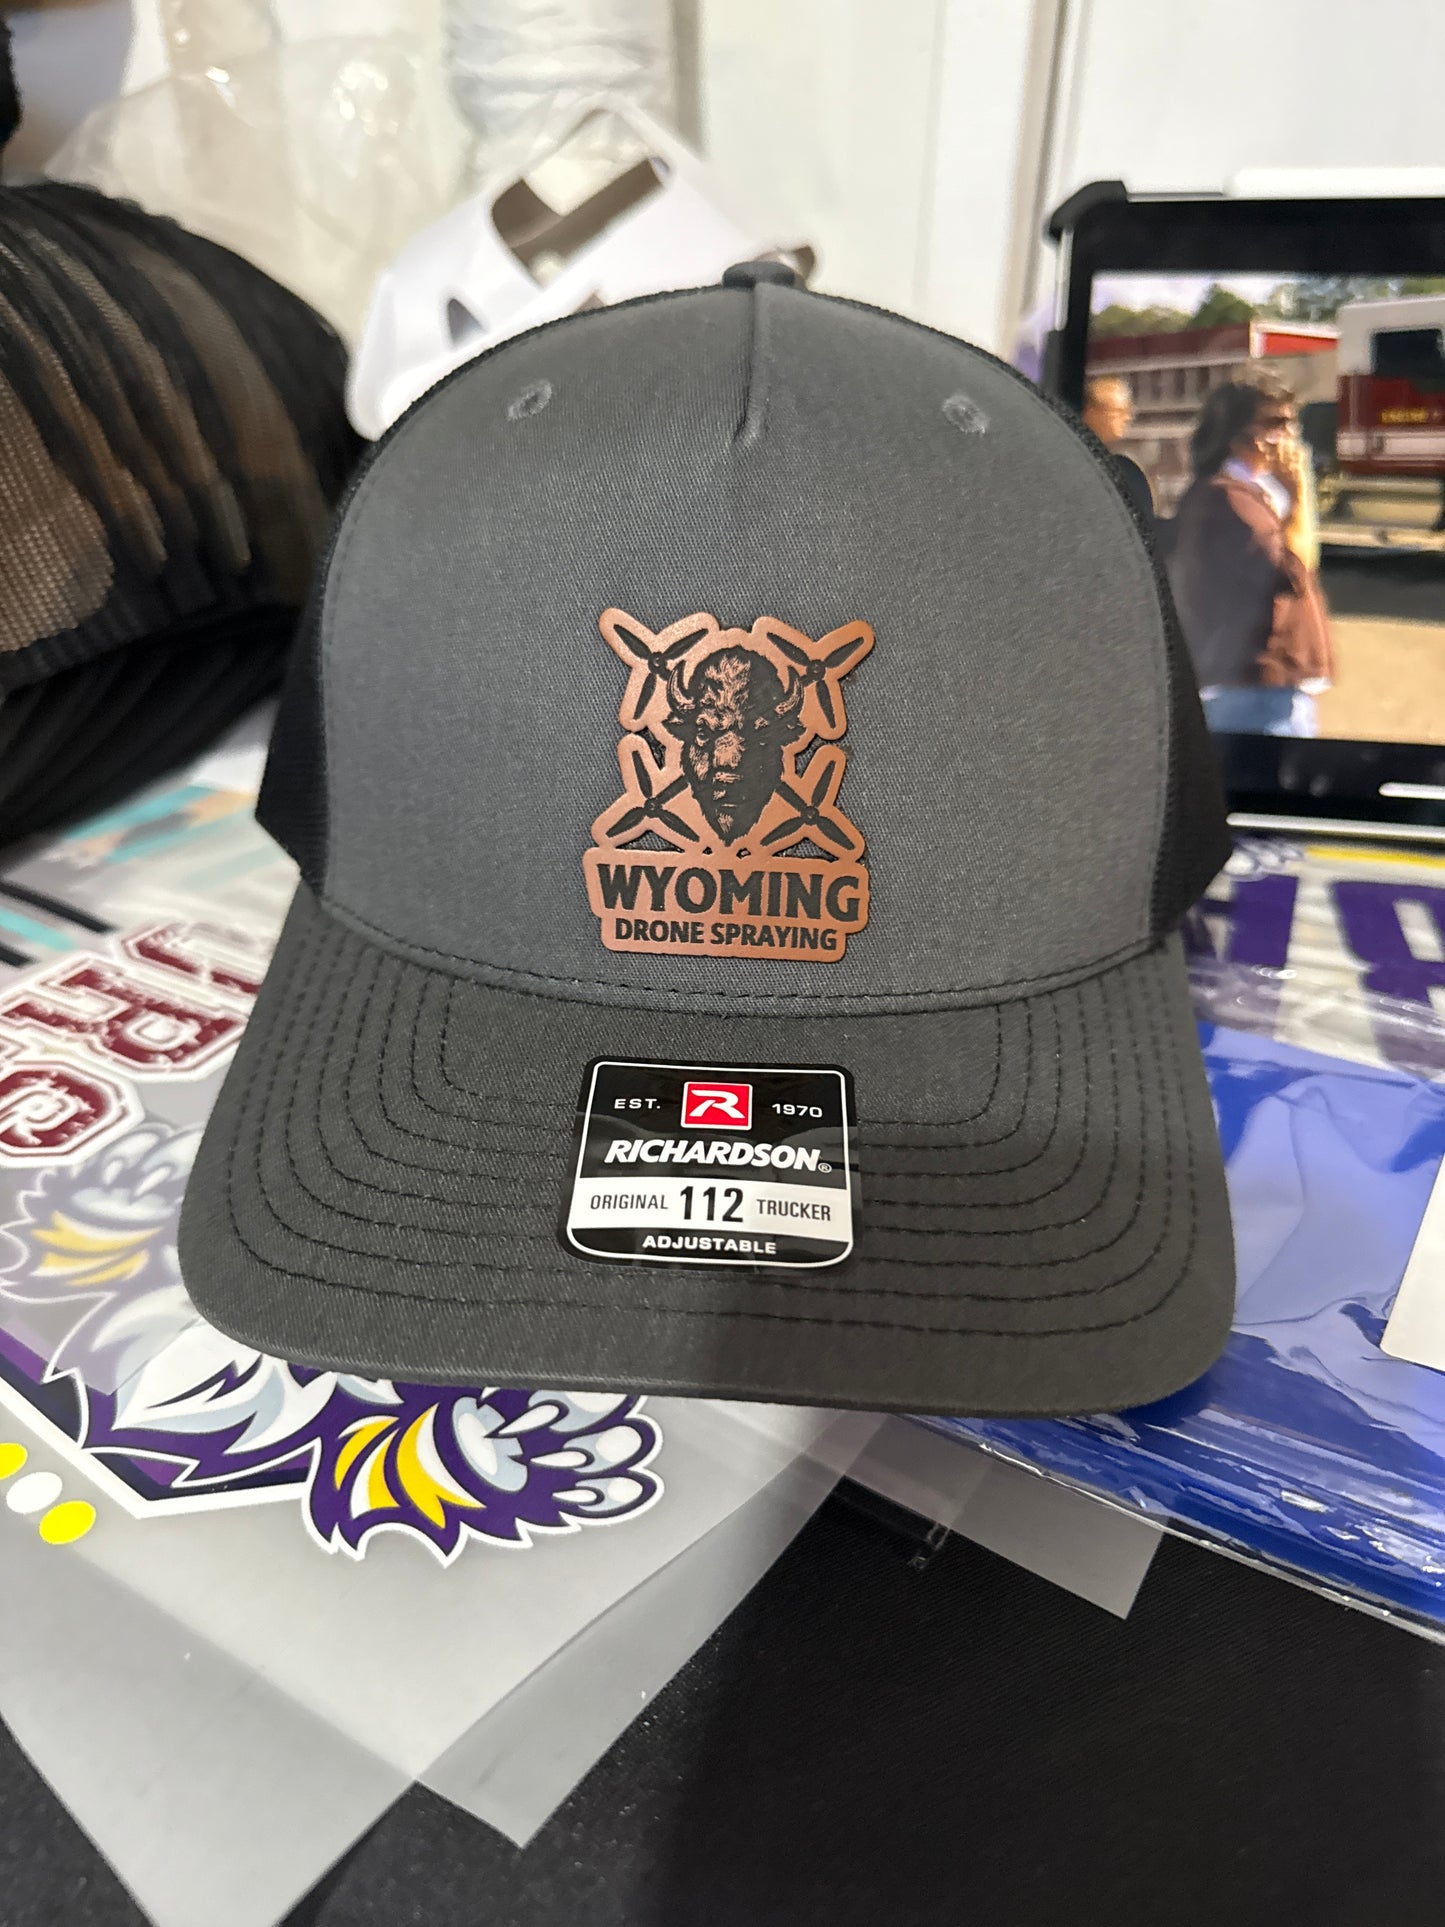 WYOMING
DRONE SPRAYING
EST. R 1970
RICHARDSON®
ORIGINAL 112 TRUCKER
ADJUSTABLE